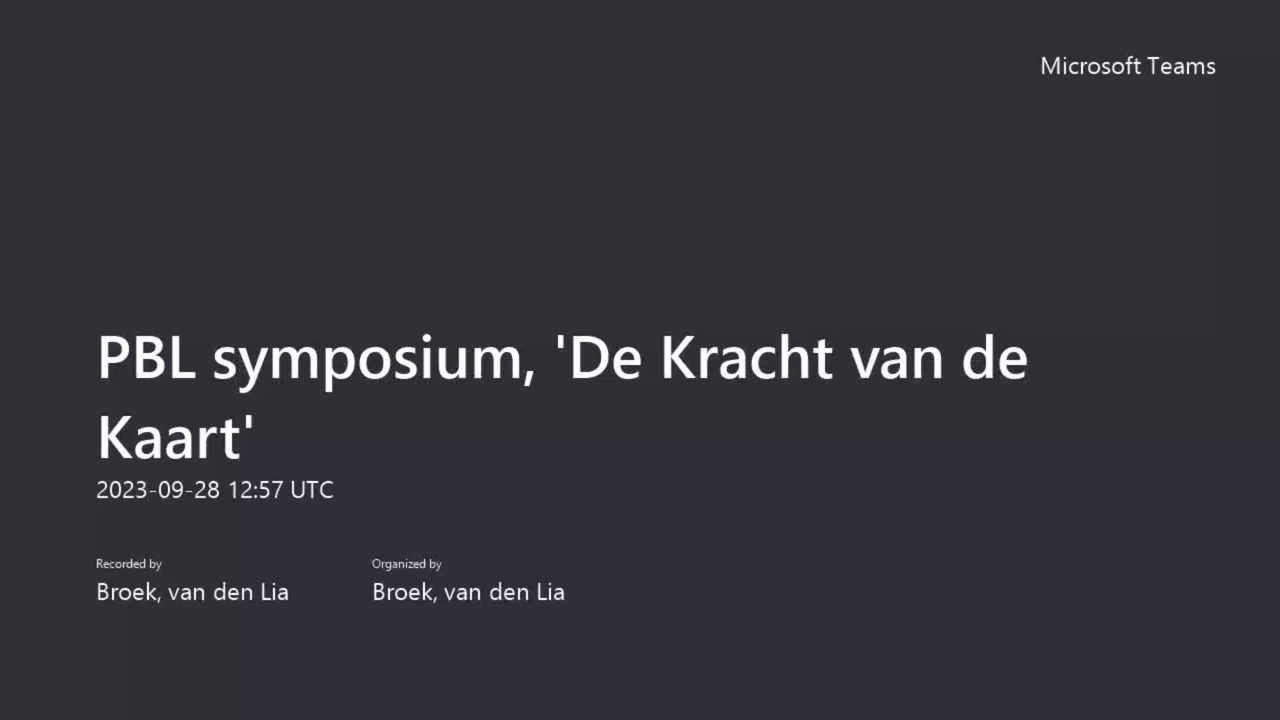 Microsoft Teams
PBL symposium, 'De Kracht van de
Kaart'
2023-09-28 12:57 UTC
Recorded by
Broek, van den Lia
Organized by
Broek, van den Lia